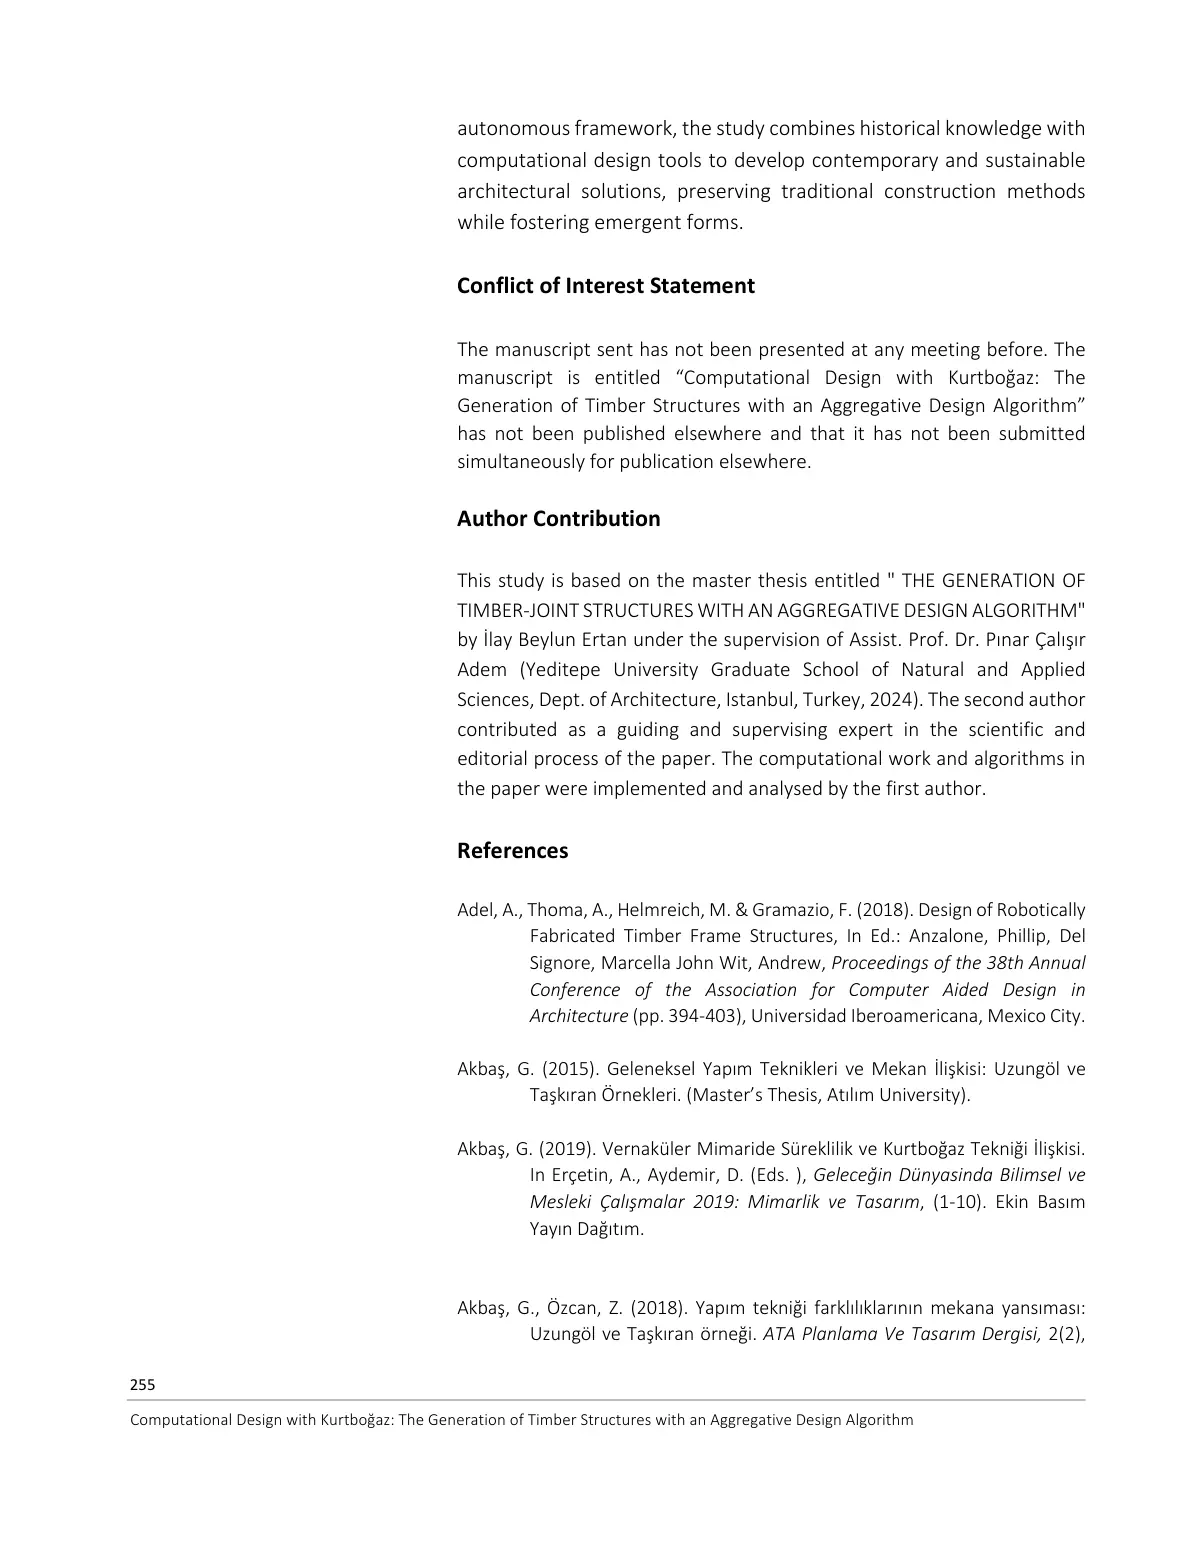 autonomous framework, the study combines historical knowledge with
computational design tools to develop contemporary and sustainable
architectural solutions, preserving traditional construction methods
while fostering emergent forms.
Conflict of Interest Statement
The manuscript sent has not been presented at any meeting before. The
manuscript is entitled “Computational Design with Kurtboğaz: The
Generation of Timber Structures with an Aggregative Design Algorithm”
has not been published elsewhere and that it has not been submitted
simultaneously for publication elsewhere.
Author Contribution
This study is based on the master thesis entitled " THE GENERATION OF
TIMBER-JOINT STRUCTURES WITH AN AGGREGATIVE DESIGN ALGORITHM"
by İlay Beylun Ertan under the supervision of Assist. Prof. Dr. Pınar Çalışır
Adem (Yeditepe University Graduate School of Natural and Applied
Sciences, Dept. of Architecture, Istanbul, Turkey, 2024). The second author
contributed as a guiding and supervising expert in the scientific and
editorial process of the paper. The computational work and algorithms in
the paper were implemented and analysed by the first author.
References
Adel, A., Thoma, A., Helmreich, M. & Gramazio, F. (2018). Design of Robotically
Fabricated Timber Frame Structures, In Ed.: Anzalone, Phillip, Del
Signore, Marcella John Wit, Andrew, Proceedings of the 38th Annual
Conference of the Association for Computer Aided Design in
Architecture (pp. 394-403), Universidad Iberoamericana, Mexico City.
Akbaş, G. (2015). Geleneksel Yapım Teknikleri ve Mekan İlişkisi: Uzungöl ve
Taşkıran Örnekleri. (Master’s Thesis, Atılım University).
Akbaş, G. (2019). Vernaküler Mimaride Süreklilik ve Kurtboğaz Tekniği İlişkisi.
In Erçetin, A., Aydemir, D. (Eds. ), Geleceğin Dünyasinda Bilimsel ve
Mesleki Çalışmalar 2019: Mimarlik ve Tasarım, (1-10). Ekin Basım
Yayın Dağıtım.
Akbaş, G., Özcan, Z. (2018). Yapım tekniği farklılıklarının mekana yansıması:
Uzungöl ve Taşkıran örneği. ATA Planlama Ve Tasarım Dergisi, 2(2),
255
Computational Design with Kurtboğaz: The Generation of Timber Structures with an Aggregative Design Algorithm